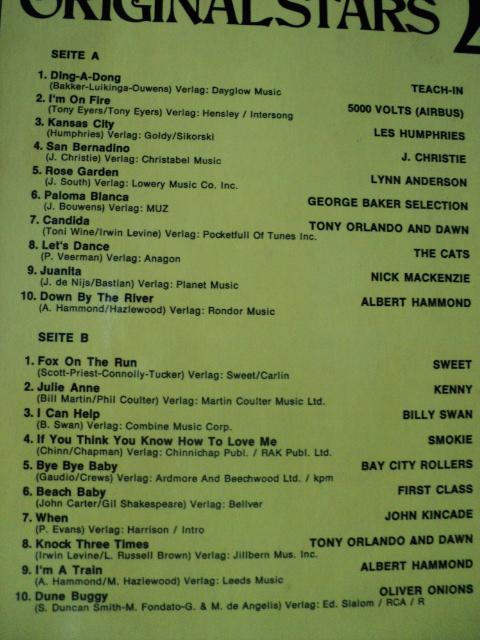 ORIGINAL STARS
SEITE A
1. Ding-A-Dong
(Bakker-Luikinga-Ouwens) Verlag: Dayglow Music TEACH-IN
2. I'm On Fire
(Tony Eyers/Tony Eyers) Verlag: Hensley / Intersong 5000 VOLTS (AIRBUS)
3. Kansas City
(Humphries) Verlag: Goldy/Sikorski LES HUMPHRIES
4. San Bernadino
(J. Christie) Verlag: Christabel Music J. CHRISTIE
5. Rose Garden
(J. South) Verlag: Lowery Music Co. Inc. LYNN ANDERSON
6. Paloma Blanca
(J. Bouwens) Verlag: MUZ GEORGE BAKER SELECTION
7. Candida
(Toni Wine/Irwin Levine) Verlag: Pocketfull Of Tunes Inc. TONY ORLANDO AND DAWN
8. Let's Dance
(P. Veerman) Verlag: Anagon THE CATS
9. Juanita
(J. de Nijs/Bastian) Verlag: Planet Music NICK MACKENZIE
10. Down By The River
(A. Hammond/Hazlewood) Verlag: Rondor Music ALBERT HAMMOND
SEITE B
1. Fox On The Run
(Scott-Priest-Connolly-Tucker) Verlag: Sweet/Carlin SWEET
2. Julie Anne
(Bill Martin/Phil Coulter) Verlag: Martin Coulter Music Ltd. KENNY
3. I Can Help
(B. Swan) Verlag: Combine Music Corp. BILLY SWAN
4. If You Think You Know How To Love Me
(Chinn/Chapman) Verlag: Chinnichap Publ. / RAK Publ. Ltd. SMOKIE
5. Bye Bye Baby
(Gaudio/Crews) Verlag: Ardmore And Beechwood Ltd. / kpm BAY CITY ROLLERS
6. Beach Baby
(John Carter/Gil Shakespeare) Verlag: Bellver FIRST CLASS
7. When
(P. Evans) Verlag: Harrison / Intro JOHN KINCADE
8. Knock Three Times
(Irwin Levine/L. Russell Brown) Verlag: Jillbern Mus. Inc. TONY ORLANDO AND DAWN
9. I'm A Train
(A. Hammond/M. Hazlewood) Verlag: Leeds Music ALBERT HAMMOND
10. Dune Buggy
(S. Duncan Smith-M. Fondato-G. & M. de Angelis) Verlag: Ed. Slalom / RCA / R OLIVER ONIONS